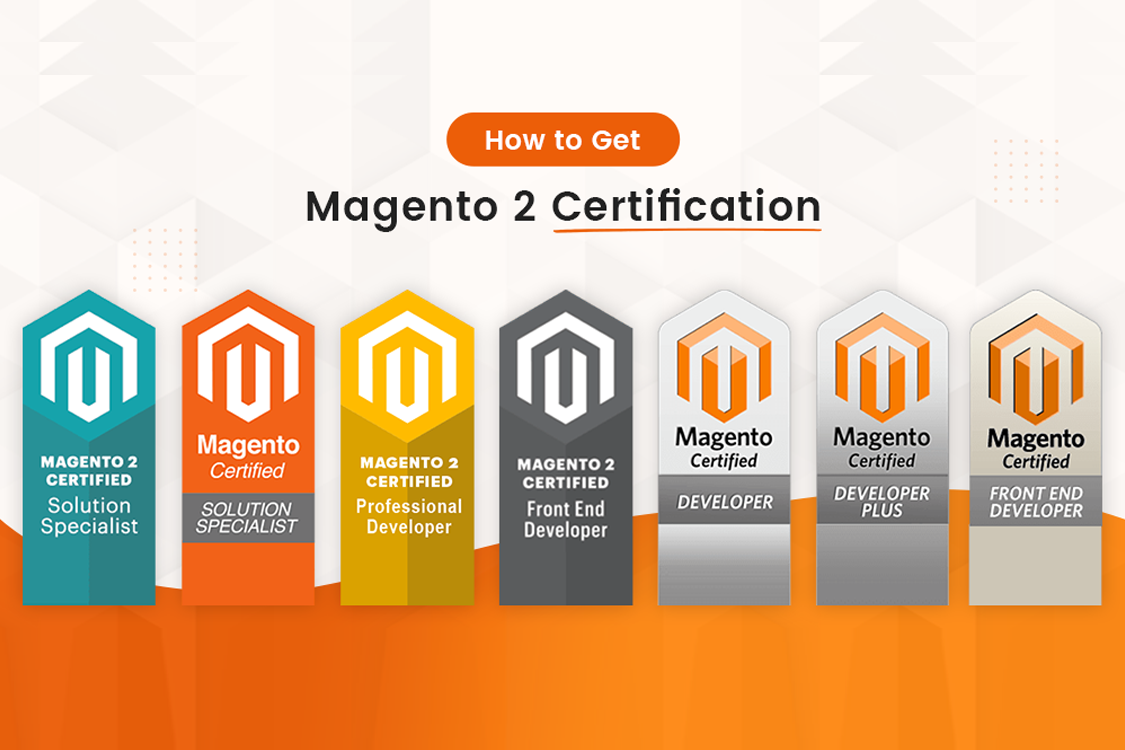 How to Get
Magento 2 Certification
MAGENTO 2
CERTIFIED
Solution
Specialist
Magento
Certified
SOLUTION
SPECIALIST
MAGENTO 2
CERTIFIED
Professional
Developer
MAGENTO 2
CERTIFIED
Front End
Developer
Magento
Certified
DEVELOPER
Magento
Certified
DEVELOPER
PLUS
Magento
Certified
FRONT END
DEVELOPER